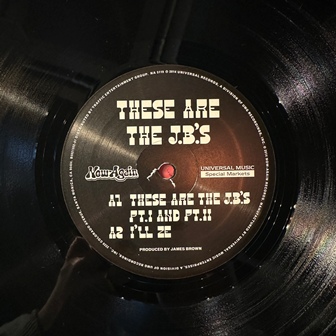 THESE ARE
THE J.B'S
Now-Again
UNIVERSAL MUSIC
Special Markets
A1 THESE ARE THE J.B'S
PT.I AND PT.II
A2 I'LL ZE
PRODUCED BY JAMES BROWN